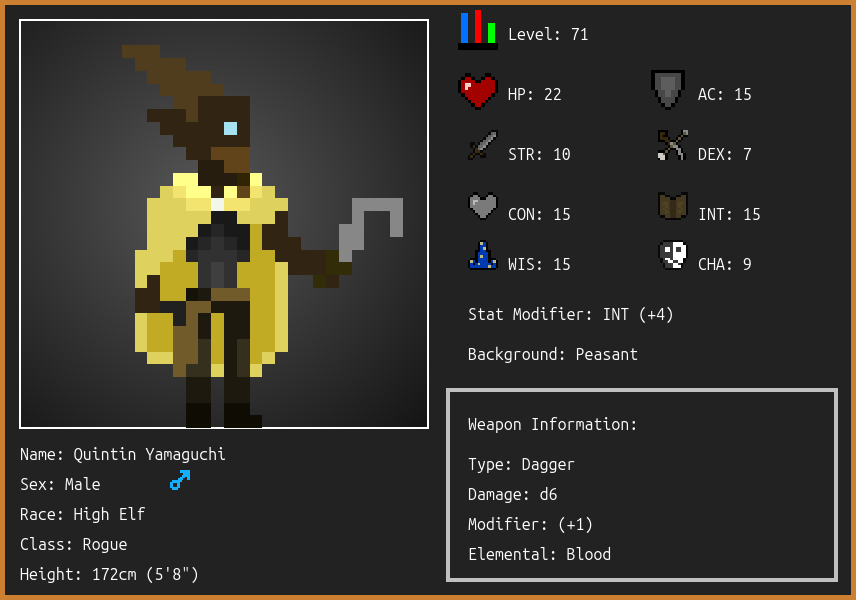 Level: 71
HP: 22
AC: 15
STR: 10
DEX: 7
CON: 15
INT: 15
WIS: 15
CHA: 9
Stat Modifier: INT (+4)
Background: Peasant
Weapon Information:
Type: Dagger
Damage: d6
Modifier: (+1)
Elemental: Blood
Name: Quintin Yamaguchi
Sex: Male
Race: High Elf
Class: Rogue
Height: 172cm (5'8")